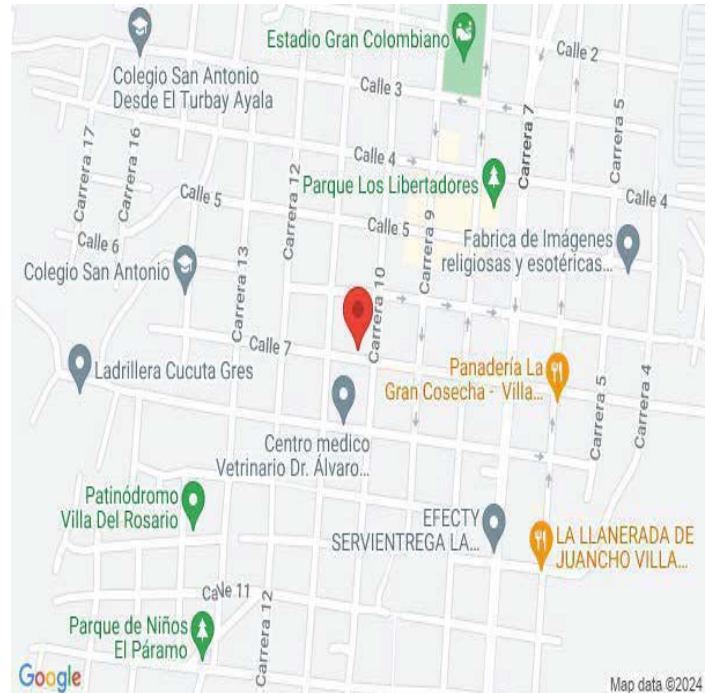 Estadio Gran Colombiano
Calle 2
Colegio San Antonio
Desde El Turbay Ayala
Calle 3
Carrera 7
Carrera 5
Carrera 17
Carrera 16
Calle 4
Carrera 12
Parque Los Libertadores
Calle 4
Calle 5
Carrera 9
Calle 5
Calle 6
Fabrica de Imágenes
religiosas y esotéricas...
Colegio San Antonio
Carrera 13
Carrera 10
Calle 7
Ladrillera Cucuta Gres
Panadería La
Gran Cosecha - Villa...
Carrera 5
Carrera 4
Centro medico
Vetrinario Dr. Álvaro...
Patinódromo
Villa Del Rosario
EFECTY
SERVIENTREGA LA...
LA LLANERADA DE
JUANCHO VILLA...
Calle 11
Carrera 12
Parque de Niños
El Páramo
Google
Map data ©2024